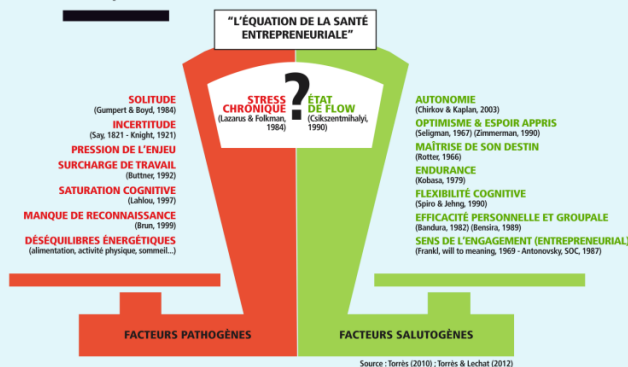 "L'ÉQUATION DE LA SANTÉ
ENTREPRENEURIALE"
STRESS
CHRONIQUE
(Lazarus & Folkman,
1984)
?
ÉTAT
DE FLOW
(Csikszentmihalyi,
1990)
SOLITUDE
(Gumpert & Boyd, 1984)
INCERTITUDE
(Say, 1821 - Knight, 1921)
PRESSION DE L'ENJEU
SURCHARGE DE TRAVAIL
(Buttner, 1992)
SATURATION COGNITIVE
(Lahlou, 1997)
MANQUE DE RECONNAISSANCE
(Brun, 1999)
DÉSÉQUILIBRES ÉNERGÉTIQUES
(alimentation, activité physique, sommeil...)
AUTONOMIE
(Chirkov & Kaplan, 2003)
OPTIMISME & ESPOIR APPRIS
(Seligman, 1967) (Zimmerman, 1990)
MAÎTRISE DE SON DESTIN
(Rotter, 1966)
ENDURANCE
(Kobasa, 1979)
FLEXIBILITÉ COGNITIVE
(Spiro & Jehng, 1990)
EFFICACITÉ PERSONNELLE ET GROUPALE
(Bandura, 1982) (Bensira, 1989)
SENS DE L'ENGAGEMENT (ENTREPRENEURIAL)
(Frankl, will to meaning, 1969 - Antonovsky, SOC, 1987)
FACTEURS PATHOGÈNES
FACTEURS SALUTOGÈNES
Source : Torrès (2010) ; Torrès & Lechat (2012)